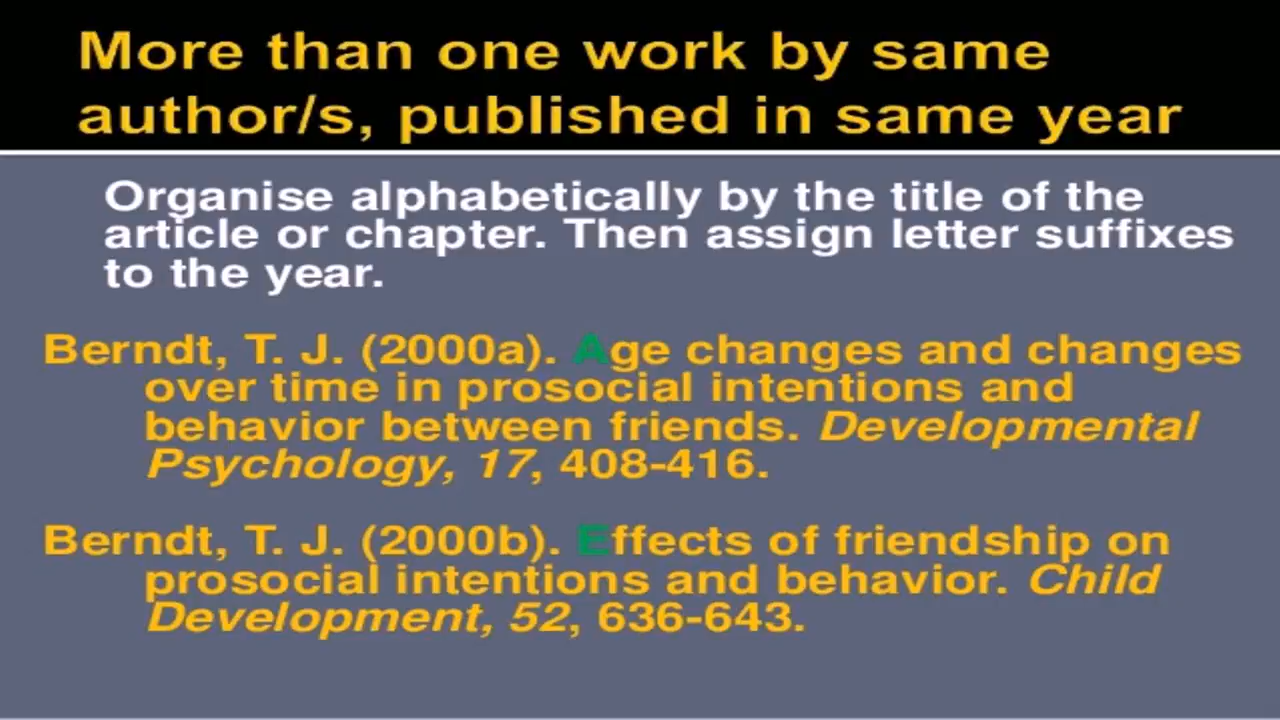 More than one work by same
author/s, published in same year
Organise alphabetically by the title of the
article or chapter. Then assign letter suffixes
to the year.
Berndt, T. J. (2000a). Age changes and changes
over time in prosocial intentions and
behavior between friends. Developmental
Psychology, 17, 408-416.
Berndt, T. J. (2000b). Effects of friendship on
prosocial intentions and behavior. Child
Development, 52, 636-643.